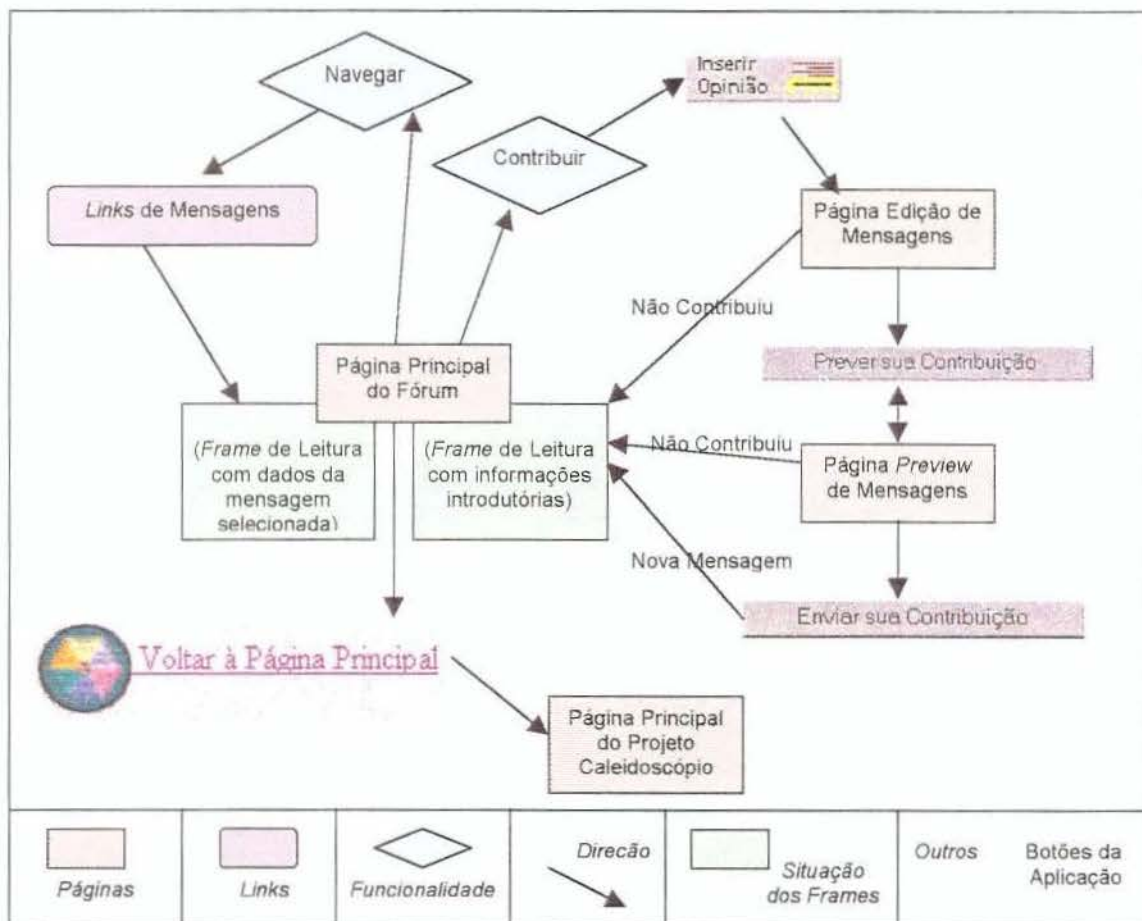 Navegar
Inserir
Opinião
Contribuir
Links de Mensagens
Página Edição de
Mensagens
Não Contribuiu
Página Principal
do Fórum
Prever sua Contribuição
(Frame de Leitura
com dados da
mensagem
selecionada)
(Frame de Leitura
com informações
introdutórias)
Não Contribuiu
Página Preview
de Mensagens
Nova Mensagem
Enviar sua Contribuição
Voltar à Página Principal
Página Principal
do Projeto
Caleidoscópio
Páginas
Links
Funcionalidade
Direcão
Situação
dos Frames
Outros
Botões da
Aplicação